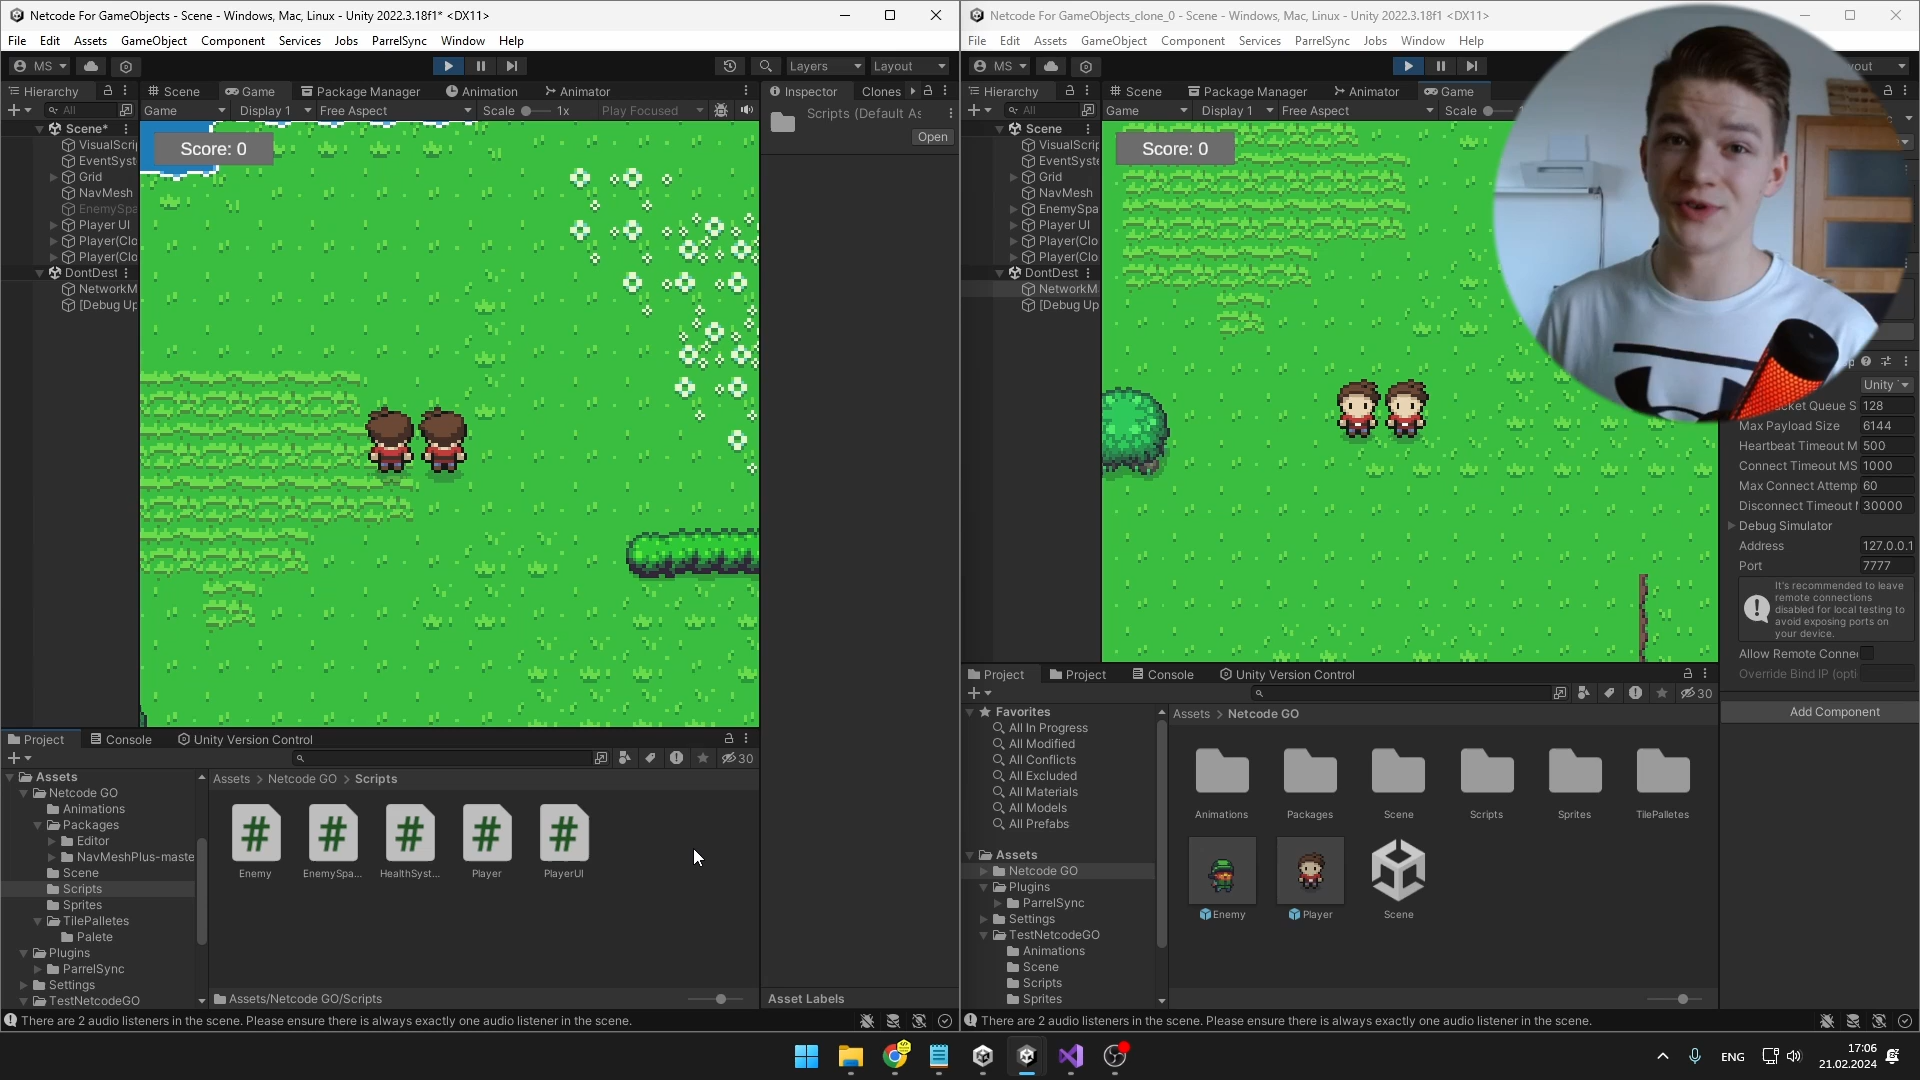 Netcode For GameObjects - Scene - Windows, Mac, Linux - Unity 2022.3.18f1* <DX11>
File Edit Assets GameObject Component Services Jobs ParrelSync Window Help
MS Layers Layout
Hierarchy Scene Game Package Manager Animation Animator Inspector Clones
All Game Display 1 Free Aspect Scale 1x Play Focused
Scripts (Default As
Open
Scene*
VisualScrip
EventSyst
Grid
NavMesh
EnemySpa
Player UI
Player(Clo
Player(Clo
DontDest
NetworkM
[Debug Up
Score: 0
Project Console Unity Version Control
30
Assets
Netcode GO
Animations
Packages
Editor
NavMeshPlus-maste
Scene
Scripts
Sprites
TilePalletes
Palete
Plugins
ParrelSync
Settings
TestNetcodeGO
Assets > Netcode GO > Scripts
Enemy EnemySpa... HealthSyst... Player PlayerUI
Assets/Netcode GO/Scripts
Asset Labels
There are 2 audio listeners in the scene. Please ensure there is always exactly one audio listener in the scene.
Netcode For GameObjects_clone_0 - Scene - Windows, Mac, Linux - Unity 2022.3.18f1 <DX11>
File Edit Assets GameObject Component Services ParrelSync Jobs Window Help
MS
Hierarchy Scene Package Manager Animator Game
All Game Display 1 Free Aspect Scale
Scene
VisualScrip
EventSyste
Grid
NavMesh
EnemySpa
Player UI
Player(Clo
Player(Clo
DontDest
NetworkM
[Debug Up
Score: 0
Unity
128
Max Payload Size 6144
Heartbeat Timeout M 500
Connect Timeout MS 1000
Max Connect Attemp 60
Disconnect Timeout 30000
Debug Simulator
Address 127.0.0.1
Port 7777
It's recommended to leave
remote connections
disabled for local testing to
avoid exposing ports on
your device.
Allow Remote Conne
Override Bind IP (opti
Add Component
Project Project Console Unity Version Control
30
Favorites
All In Progress
All Modified
All Conflicts
All Excluded
All Materials
All Models
All Prefabs
Assets
Netcode GO
Plugins
ParrelSync
Settings
TestNetcodeGO
Animations
Scene
Scripts
Sprites
Assets > Netcode GO
Animations Packages Scene Scripts Sprites TilePalletes
Enemy Player Scene
There are 2 audio listeners in the scene. Please ensure there is always exactly one audio listener in the scene.
ENG 17:06
21.02.2024